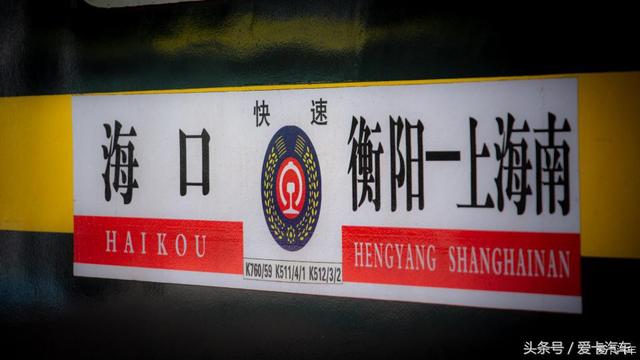 快速
海口
衡阳—上海南
HAIKOU
HENGYANG SHANGHAINAN
K760/59 K511/4/1 K512/3/2
头条号／爱卡汽车